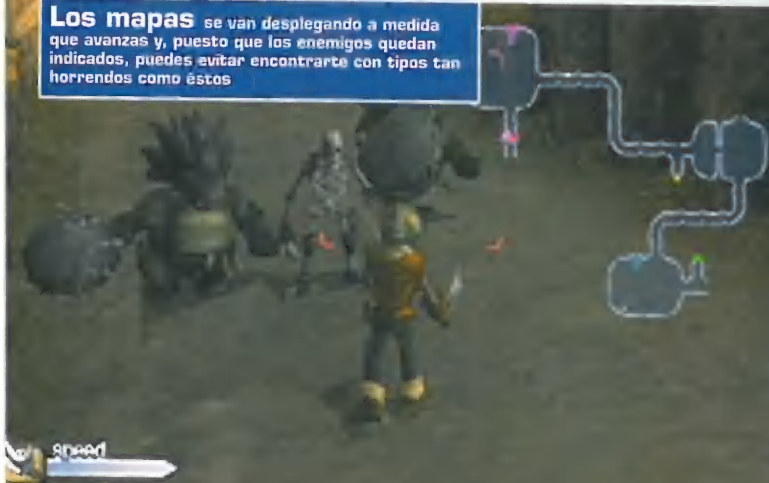 Los mapas se van desplegando a medida
que avanzas y, puesto que los enemigos quedan
indicados, puedes evitar encontrarte con tipos tan
horrendos como éstos
speed